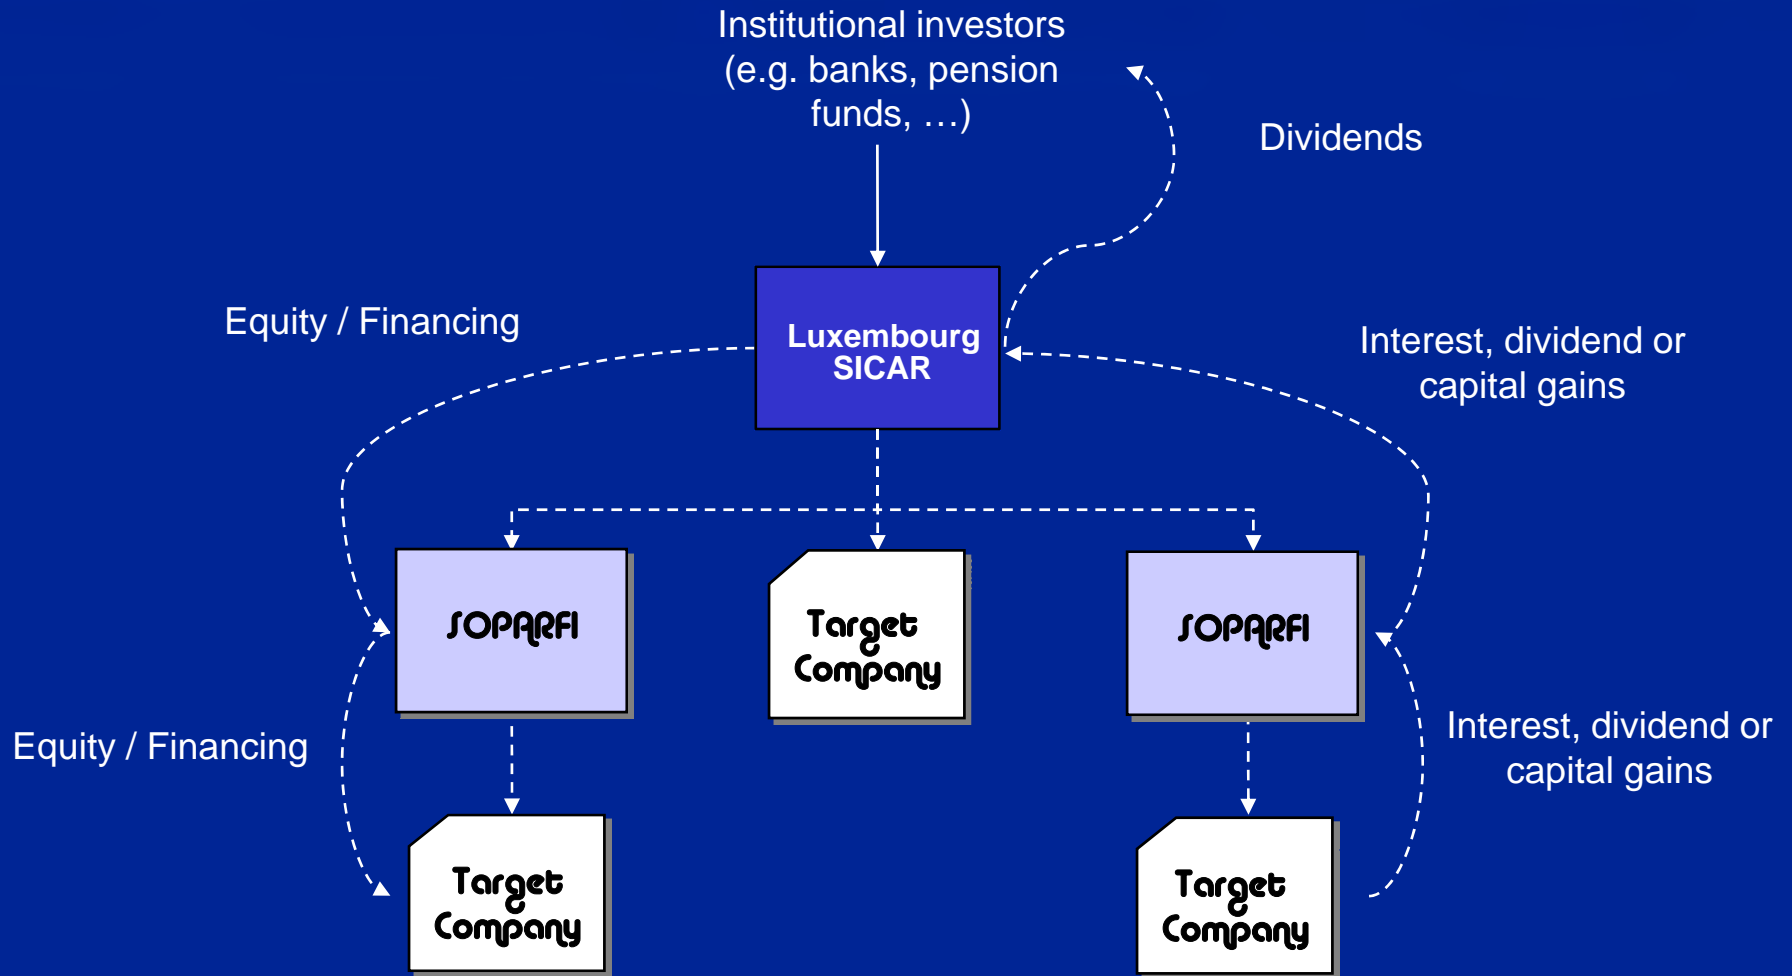 Institutional investors
(e.g. banks, pension
funds, …)
Dividends
Equity / Financing
Luxembourg
SICAR
Interest, dividend or
capital gains
SOPARFI
Target
Company
SOPARFI
Equity / Financing
Interest, dividend or
capital gains
Target
Company
Target
Company